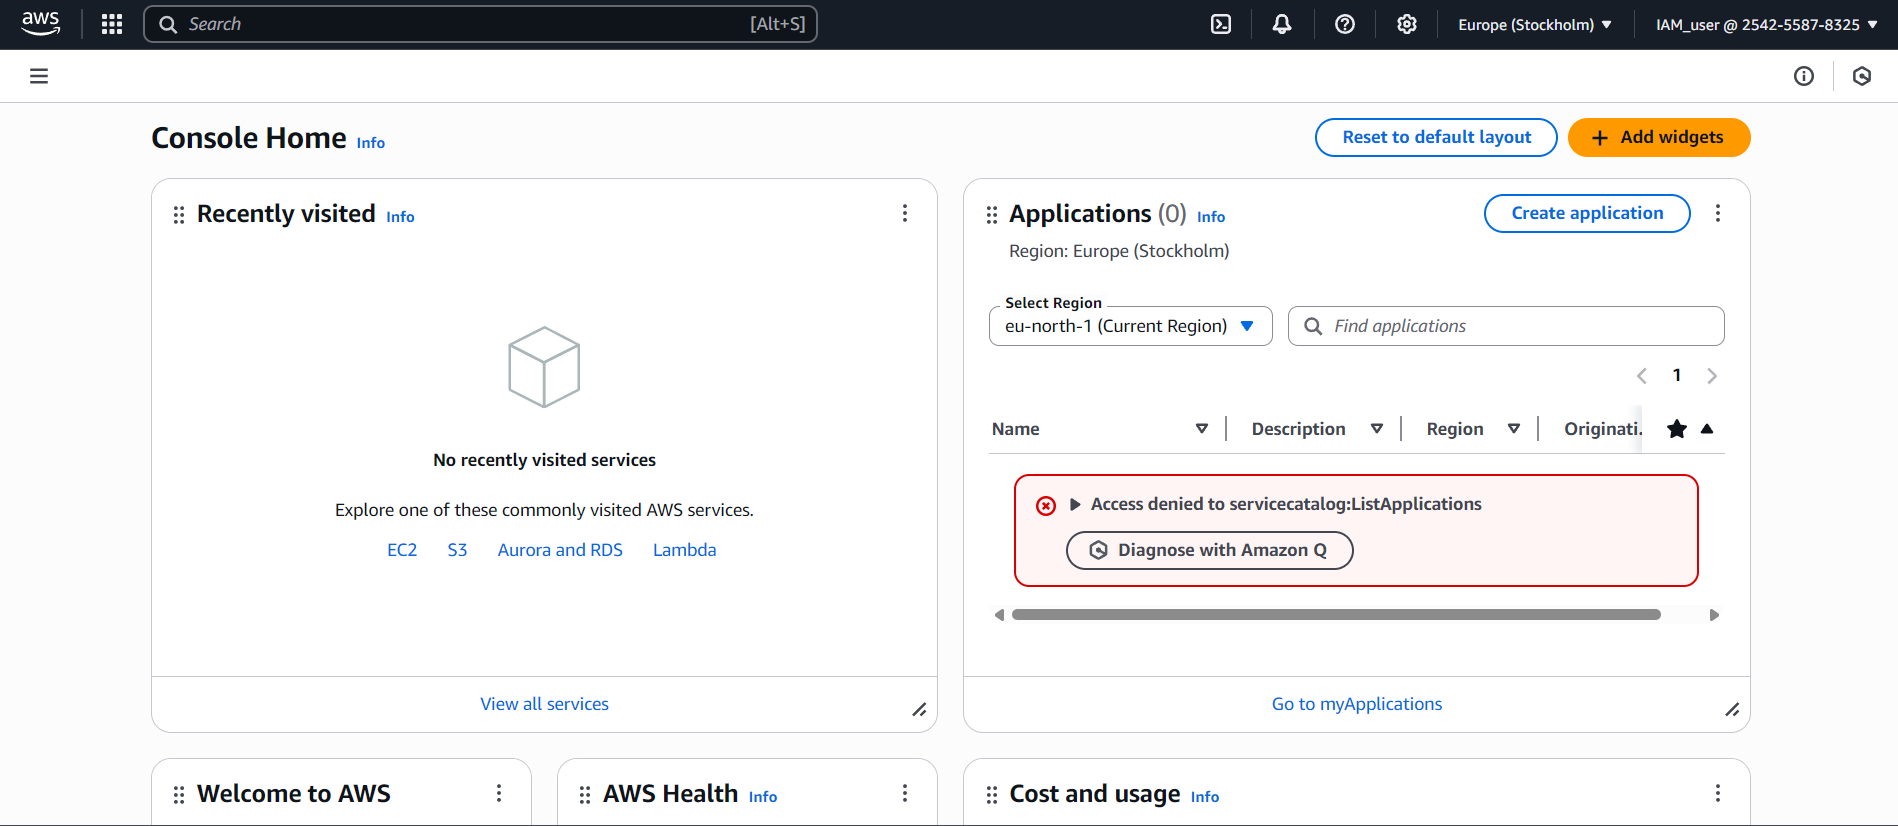 aws
Search
[Alt+S]
Europe (Stockholm)
IAM_user @ 2542-5587-8325
Console Home Info
Reset to default layout
+ Add widgets
Recently visited Info
No recently visited services
Explore one of these commonly visited AWS services.
EC2 S3 Aurora and RDS Lambda
View all services
Applications (0) Info
Create application
Region: Europe (Stockholm)
Select Region
eu-north-1 (Current Region)
Find applications
1
Name Description Region Originati.
Access denied to servicecatalog:ListApplications
Diagnose with Amazon Q
Go to myApplications
Welcome to AWS
AWS Health Info
Cost and usage Info